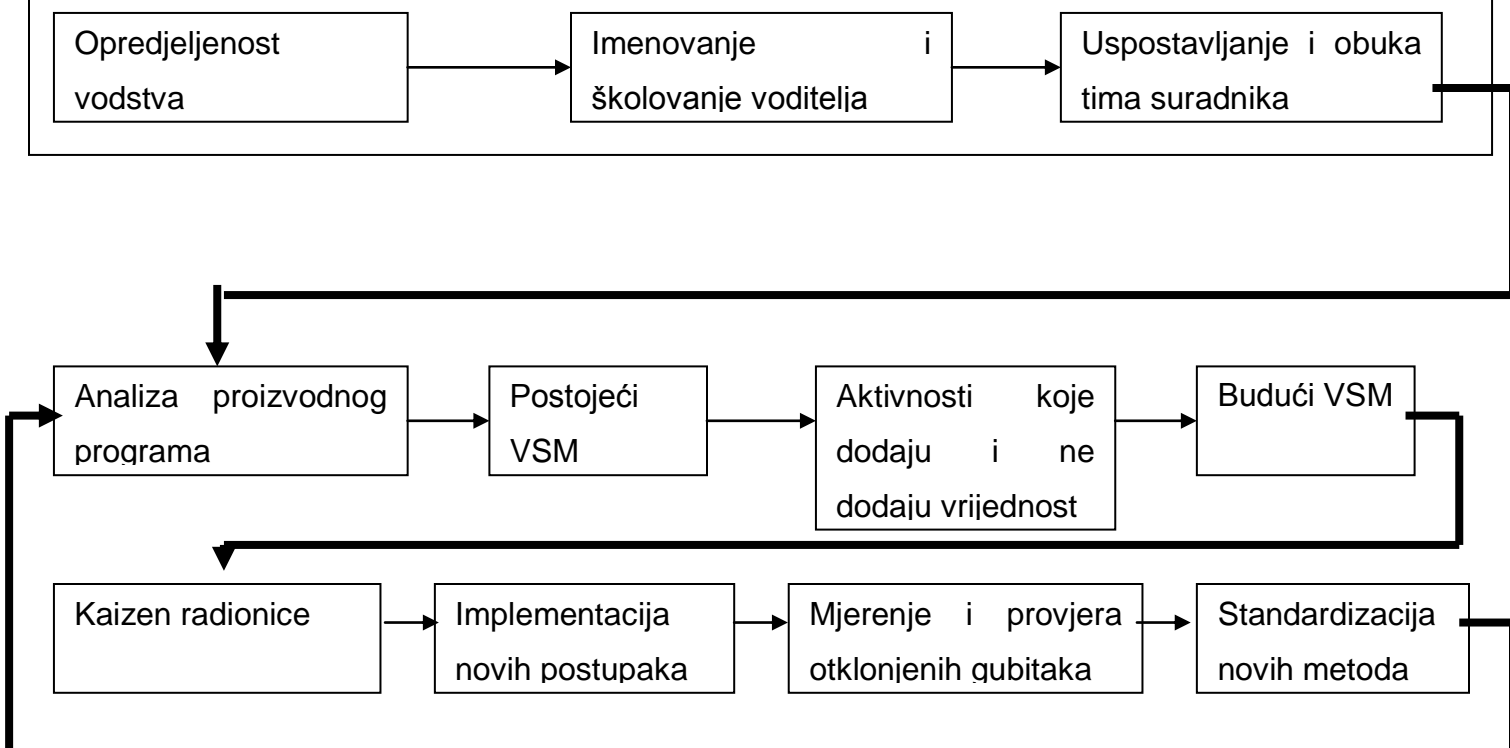 Opredjeljenost
vodstva
Imenovanje i
školovanje voditelja
Uspostavljanje i obuka
tima suradnika
Analiza proizvodnog
programa
Postojeći
VSM
Aktivnosti koje
dodaju i ne
dodaju vrijednost
Budući VSM
Kaizen radionice
Implementacija
novih postupaka
Mjerenje i provjera
otklonjenih gubitaka
Standardizacija
novih metoda